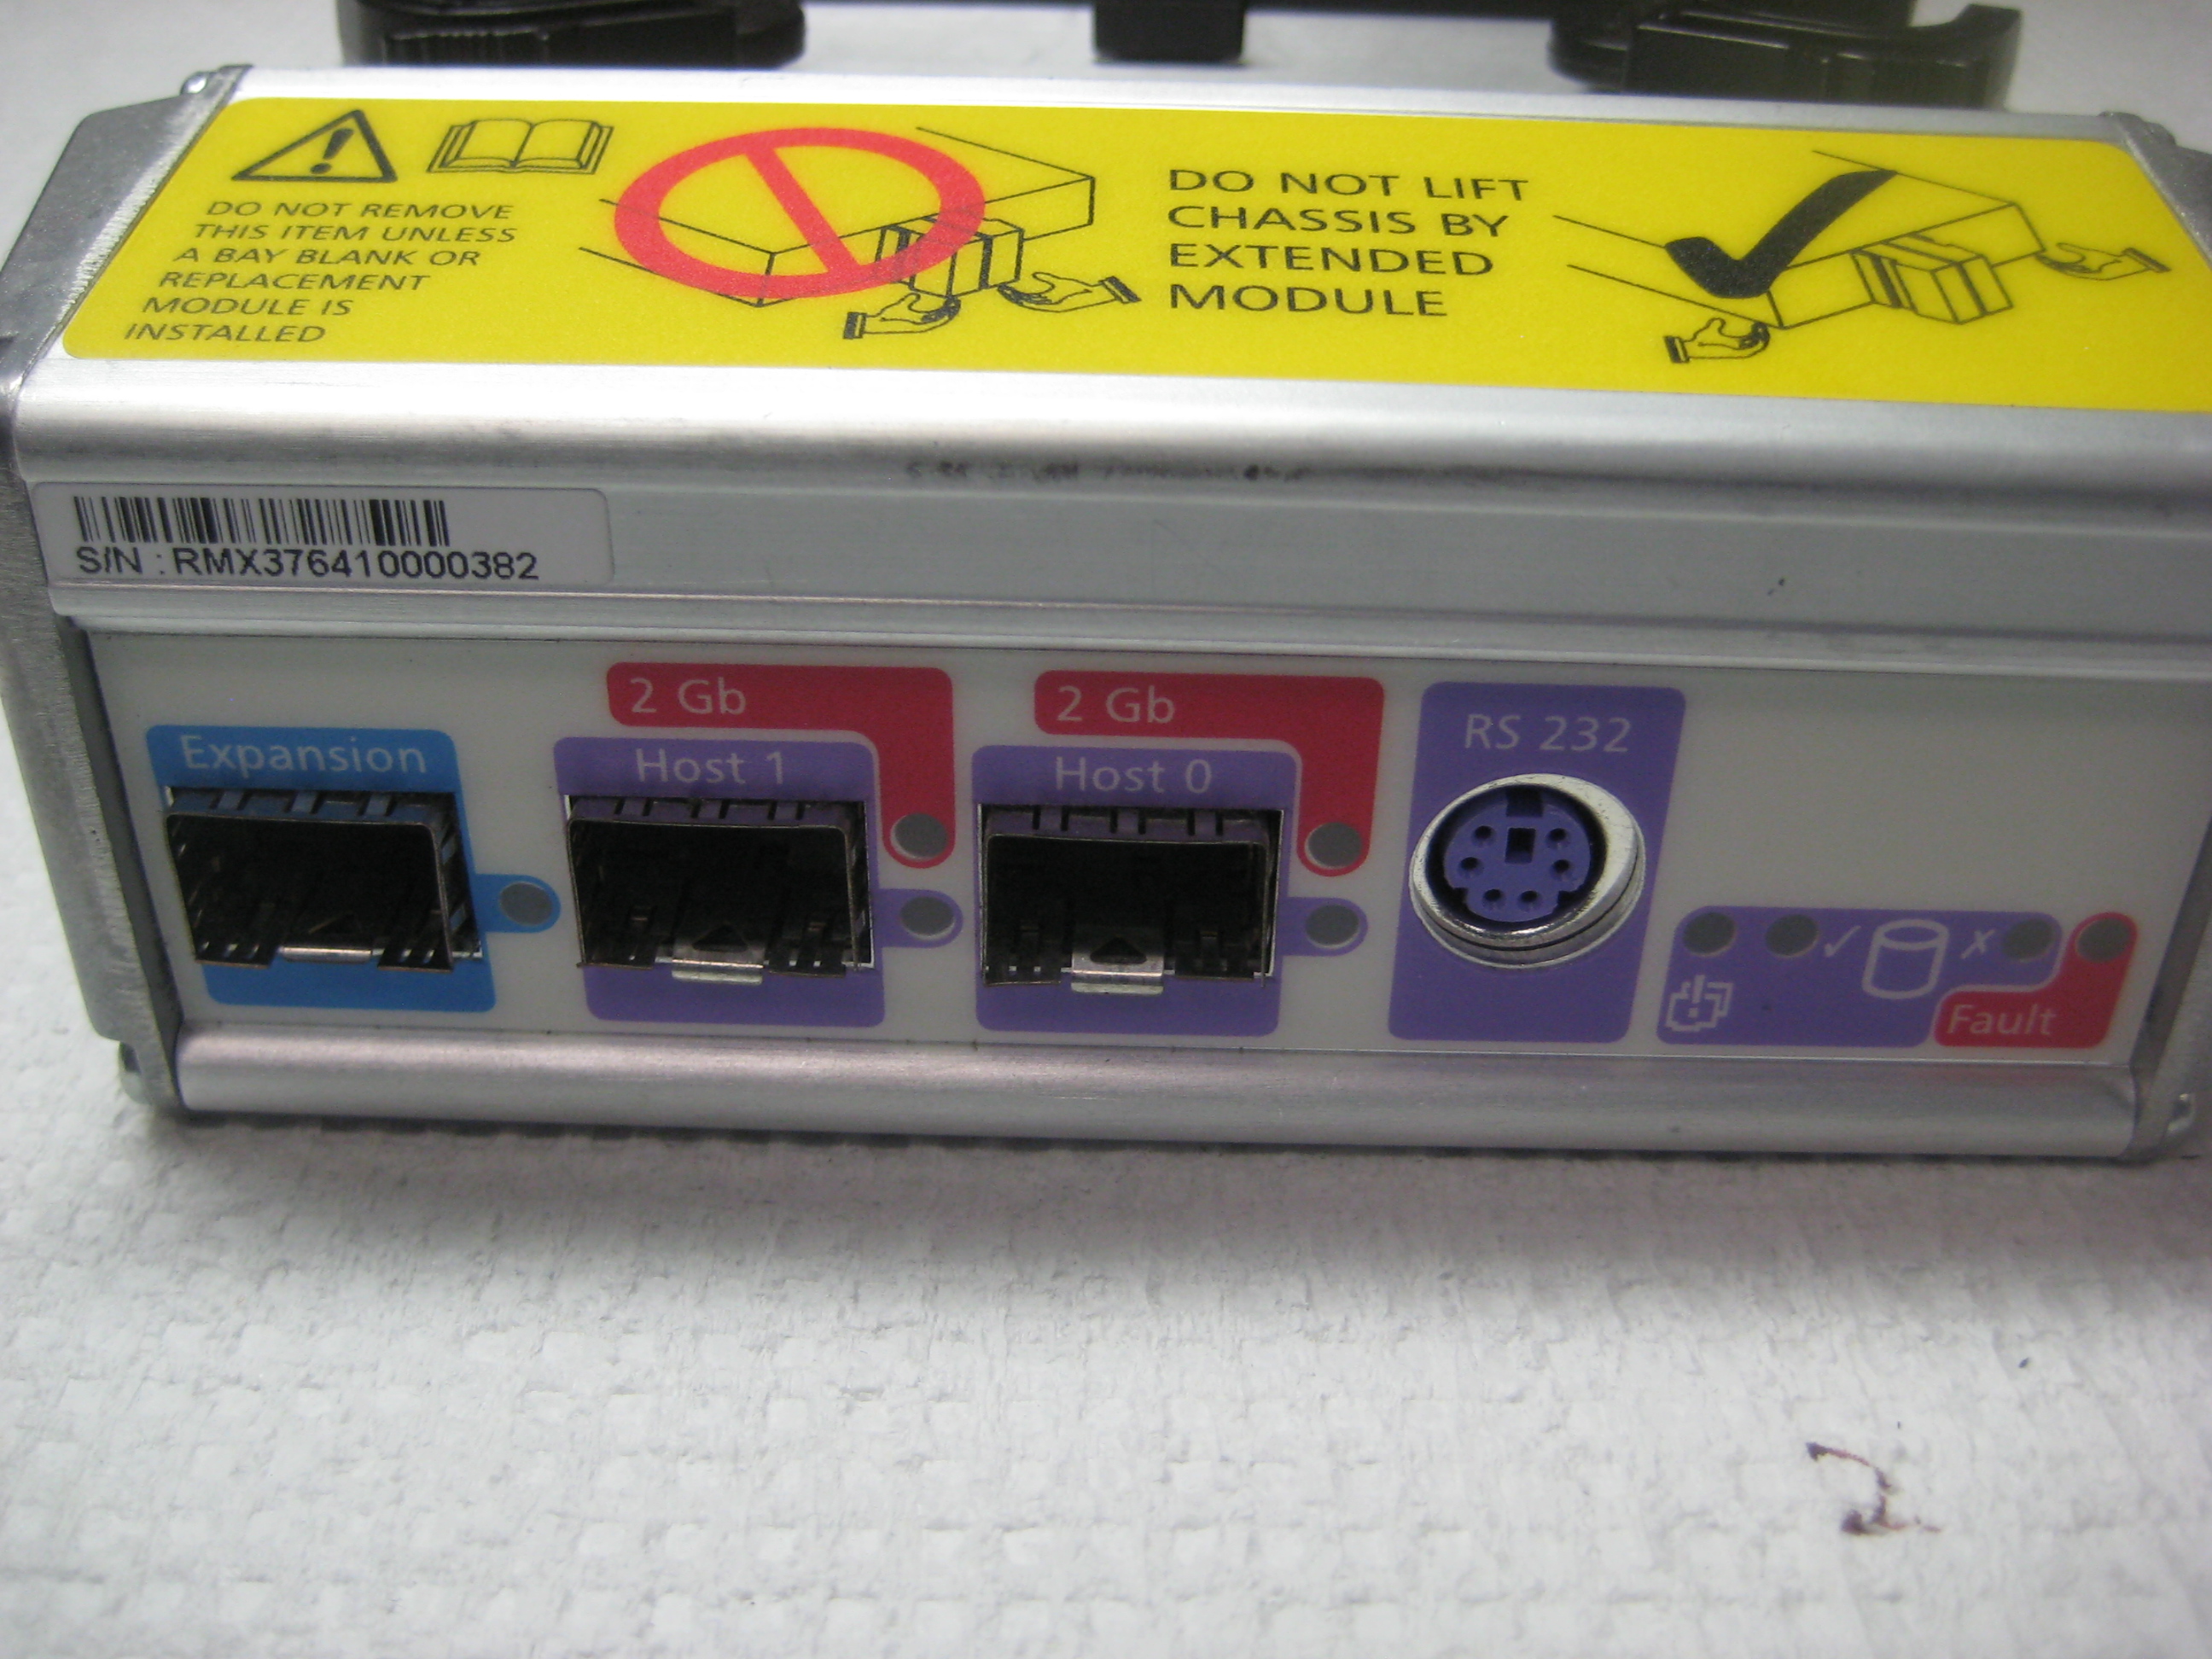 DO NOT REMOVE
THIS ITEM UNLESS
A BAY BLANK OR
REPLACEMENT
MODULE IS
INSTALLED
DO NOT LIFT
CHASSIS BY
EXTENDED
MODULE
S/N : RMX376410000382
2 Gb
2 Gb
Expansion
Host 1
Host 0
RS 232
Fault